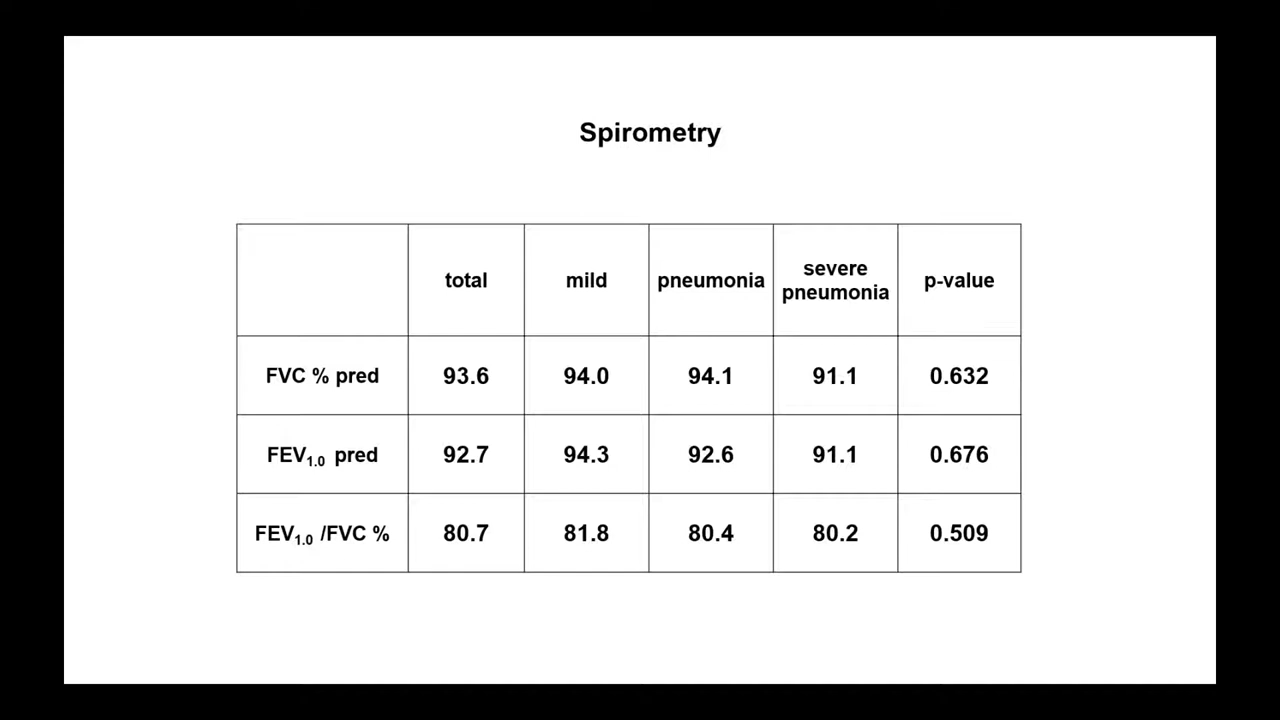 Spirometry
total mild pneumonia severe pneumonia p-value
FVC % pred 93.6 94.0 94.1 91.1 0.632
FEV1.0 pred 92.7 94.3 92.6 91.1 0.676
FEV1.0 /FVC % 80.7 81.8 80.4 80.2 0.509